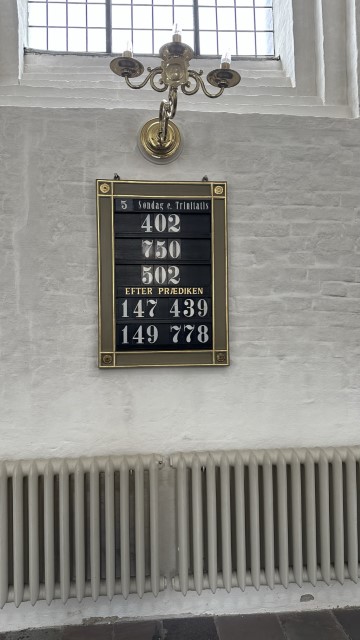 5 Søndag e. Trinitatis
402
750
502
EFTER PRÆDIKEN
147 439
149 778